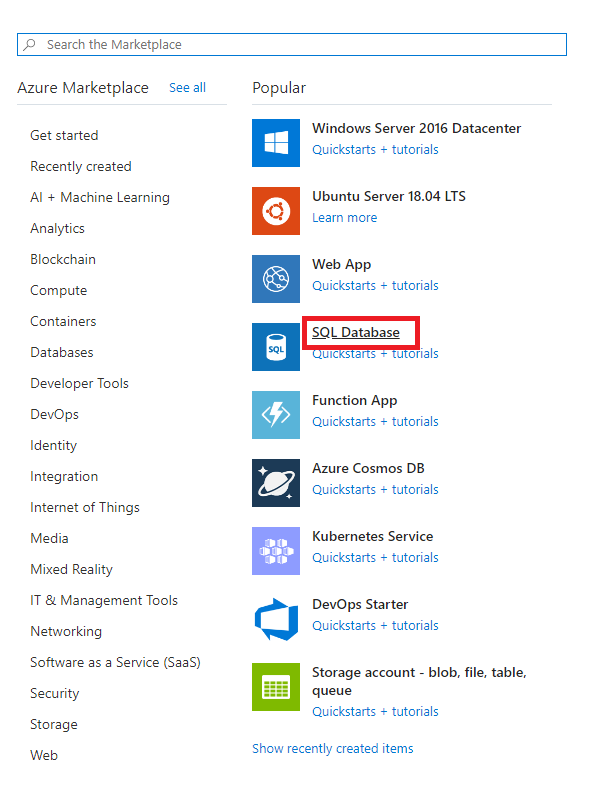 Search the Marketplace
Azure Marketplace See all
Get started
Recently created
AI + Machine Learning
Analytics
Blockchain
Compute
Containers
Databases
Developer Tools
DevOps
Identity
Integration
Internet of Things
Media
Mixed Reality
IT & Management Tools
Networking
Software as a Service (SaaS)
Security
Storage
Web
Popular
Windows Server 2016 Datacenter
Quickstarts + tutorials
Ubuntu Server 18.04 LTS
Learn more
Web App
Quickstarts + tutorials
SQL
SQL Database
Quickstarts + tutorials
Function App
Quickstarts + tutorials
Azure Cosmos DB
Quickstarts + tutorials
Kubernetes Service
Quickstarts + tutorials
DevOps Starter
Quickstarts + tutorials
Storage account - blob, file, table,
queue
Quickstarts + tutorials
Show recently created items